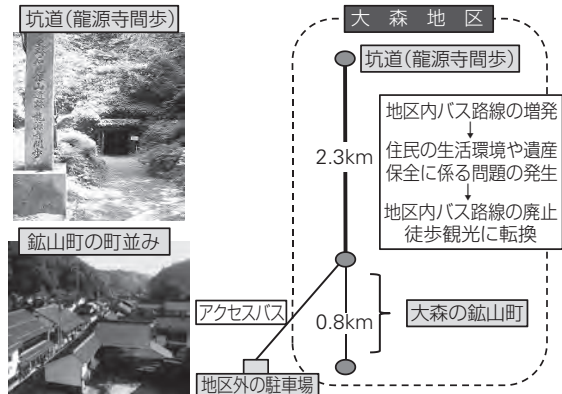 坑道(龍源寺間歩)
鉱山町の町並み
大森地区
坑道(龍源寺間歩)
2.3km
地区内バス路線の増発
↓
住民の生活環境や遺産
保全に係る問題の発生
↓
地区内バス路線の廃止
徒歩観光に転換
アクセスバス
0.8km
大森の鉱山町
地区外の駐車場